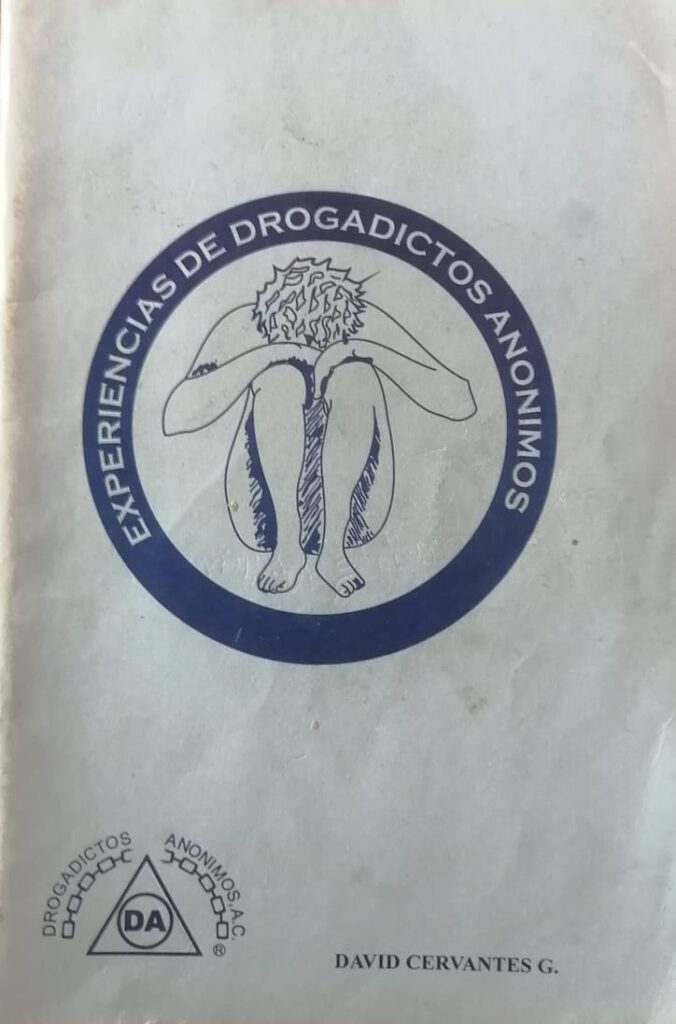 EXPERIENCIAS DE DROGADICTOS ANONIMOS
DROGADICTOS ANONIMOS, A.C.
DA
®
DAVID CERVANTES G.